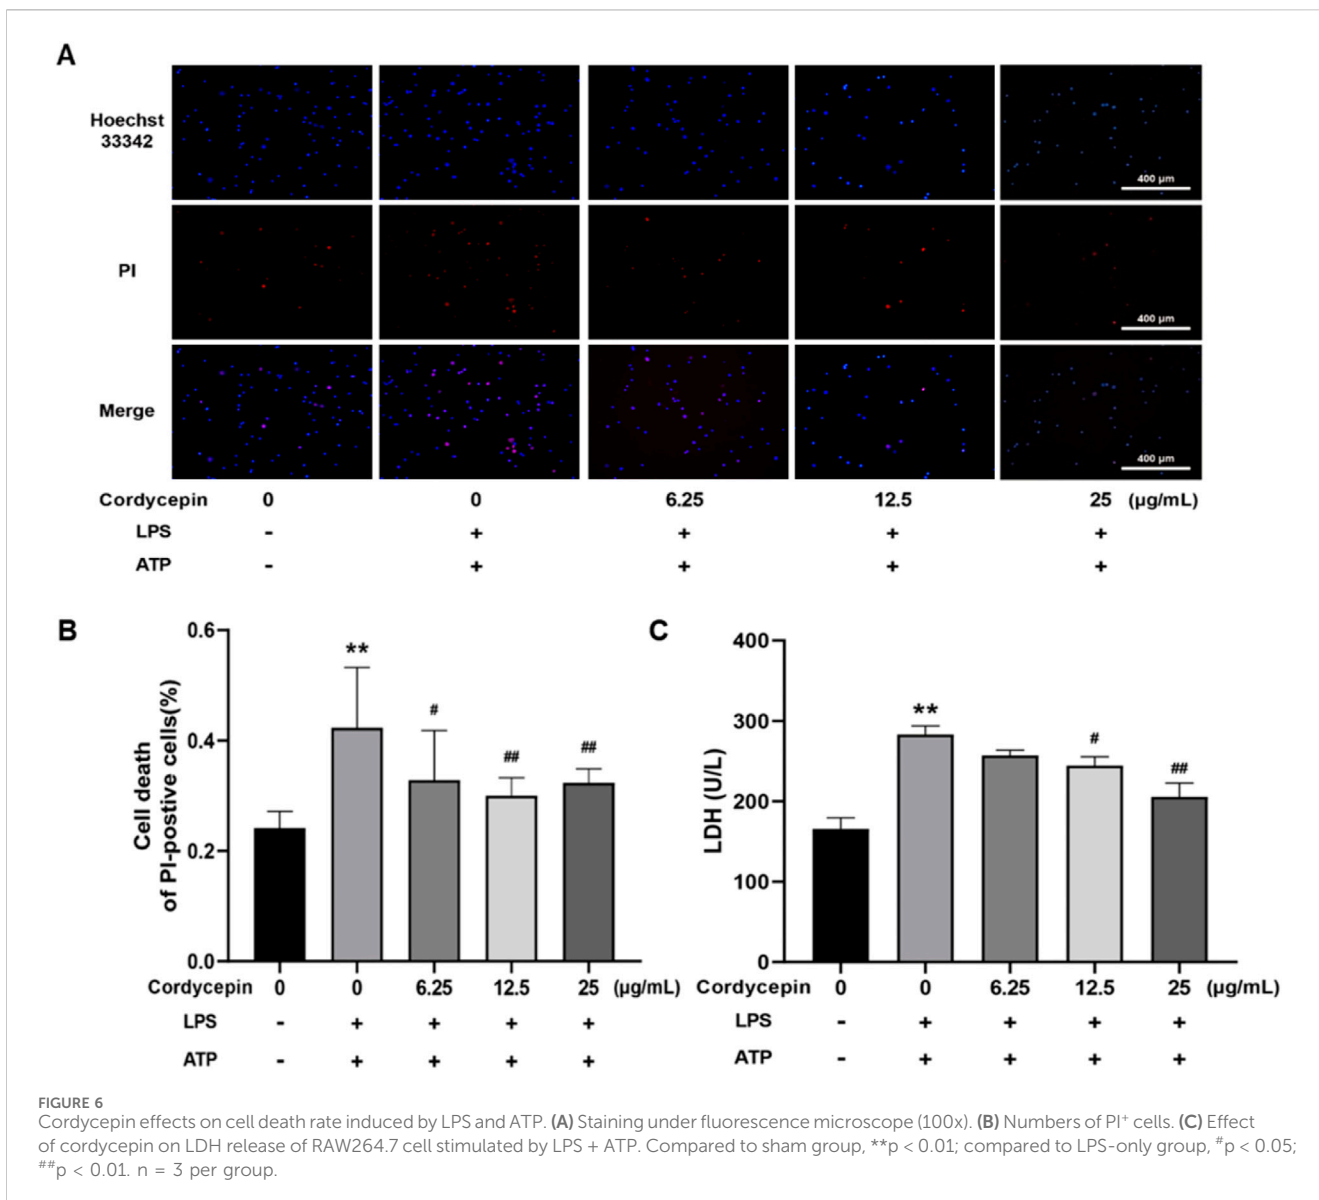 A
Hoechst
33342
400 µm
PI
400 µm
Merge
400 µm
Cordycepin 0 0 6.25 12.5 25 (µg/mL)
LPS - + + + +
ATP - + + + +
B
Cell death
of PI-postive cells(%)
0.6
0.4
0.2
0.0
** # ## ##
Cordycepin 0 0 6.25 12.5 25 (µg/mL)
LPS - + + + +
ATP - + + + +
C
LDH (U/L)
400
300
200
100
0
** # ##
Cordycepin 0 0 6.25 12.5 25 (µg/mL)
LPS - + + + +
ATP - + + + +
FIGURE 6
Cordycepin effects on cell death rate induced by LPS and ATP. (A) Staining under fluorescence microscope (100x). (B) Numbers of PI⁺ cells. (C) Effect
of cordycepin on LDH release of RAW264.7 cell stimulated by LPS + ATP. Compared to sham group, **p < 0.01; compared to LPS-only group, #p < 0.05;
##p < 0.01. n = 3 per group.